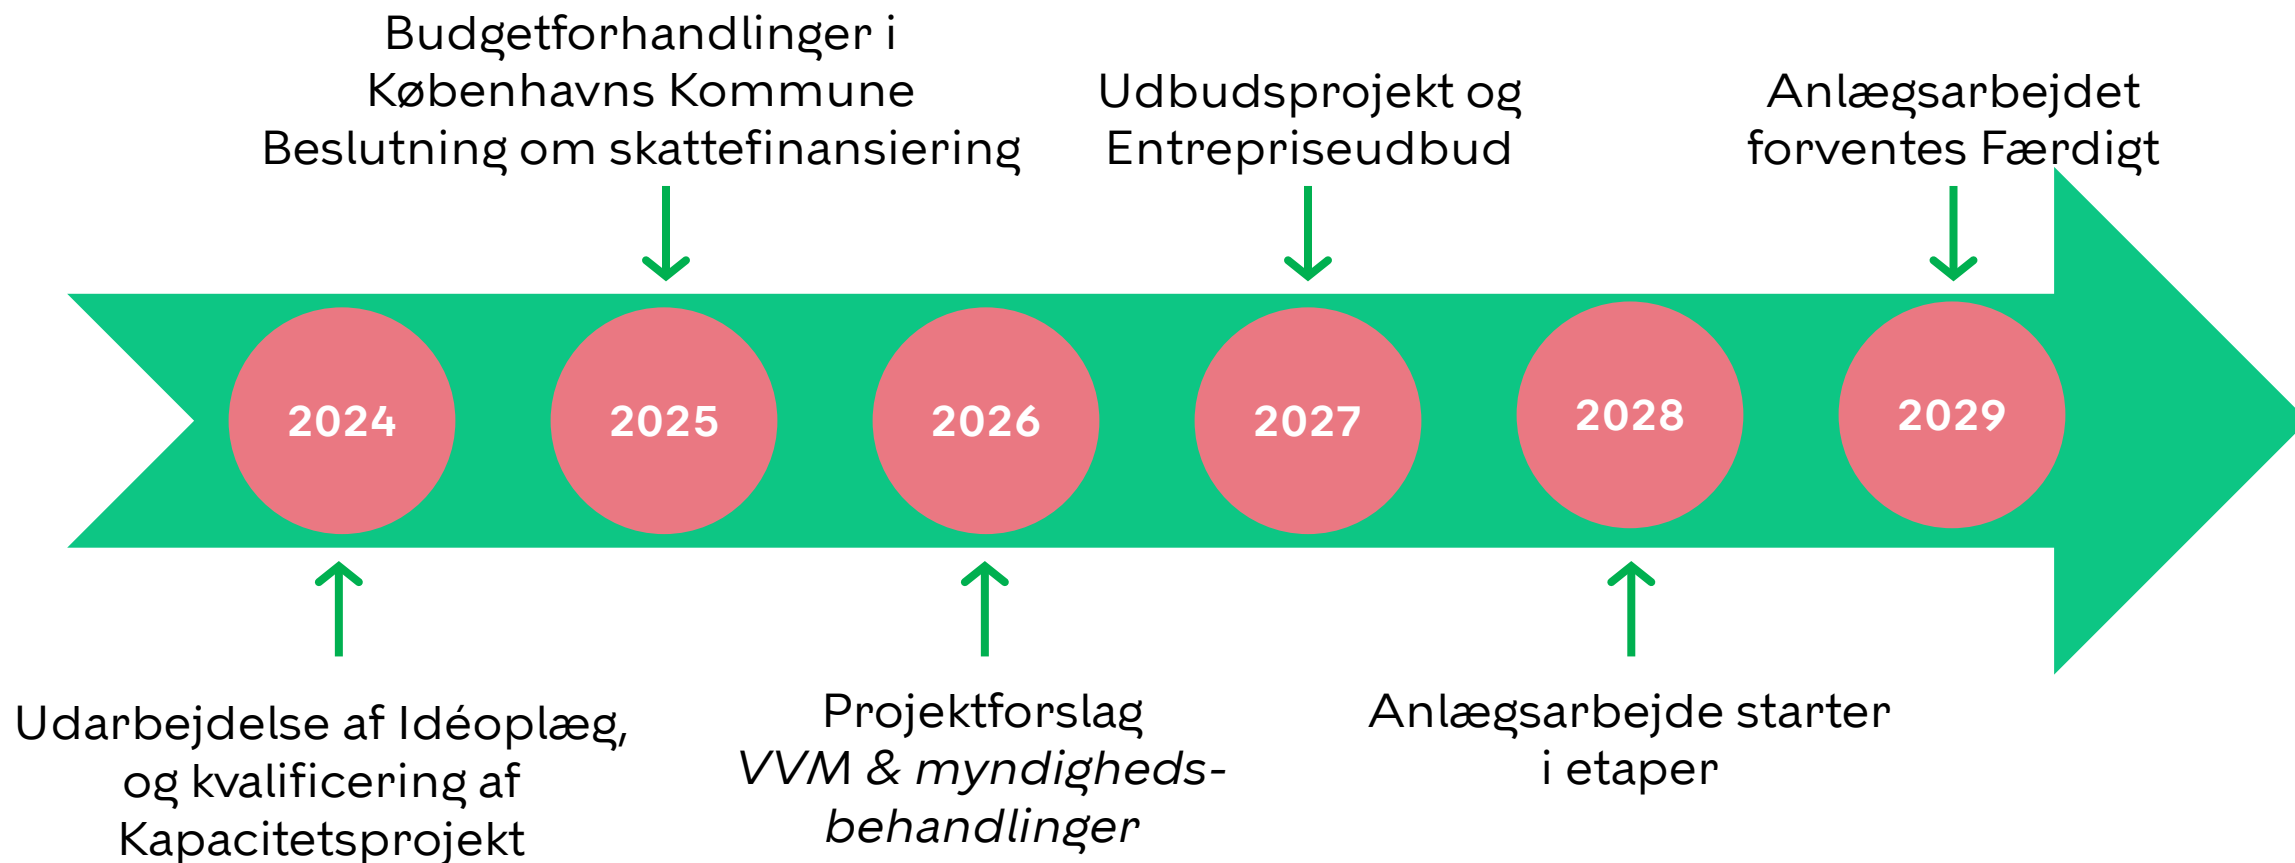 Budgetforhandlinger i
Københavns Kommune
Beslutning om skattefinansiering
Udbudsprojekt og
Entrepriseudbud
Anlægsarbejdet
forventes Færdigt
2024
2025
2026
2027
2028
2029
Udarbejdelse af Idéoplæg,
og kvalificering af
Kapacitetsprojekt
Projektforslag
VVM & myndigheds-
behandlinger
Anlægsarbejde starter
i etaper